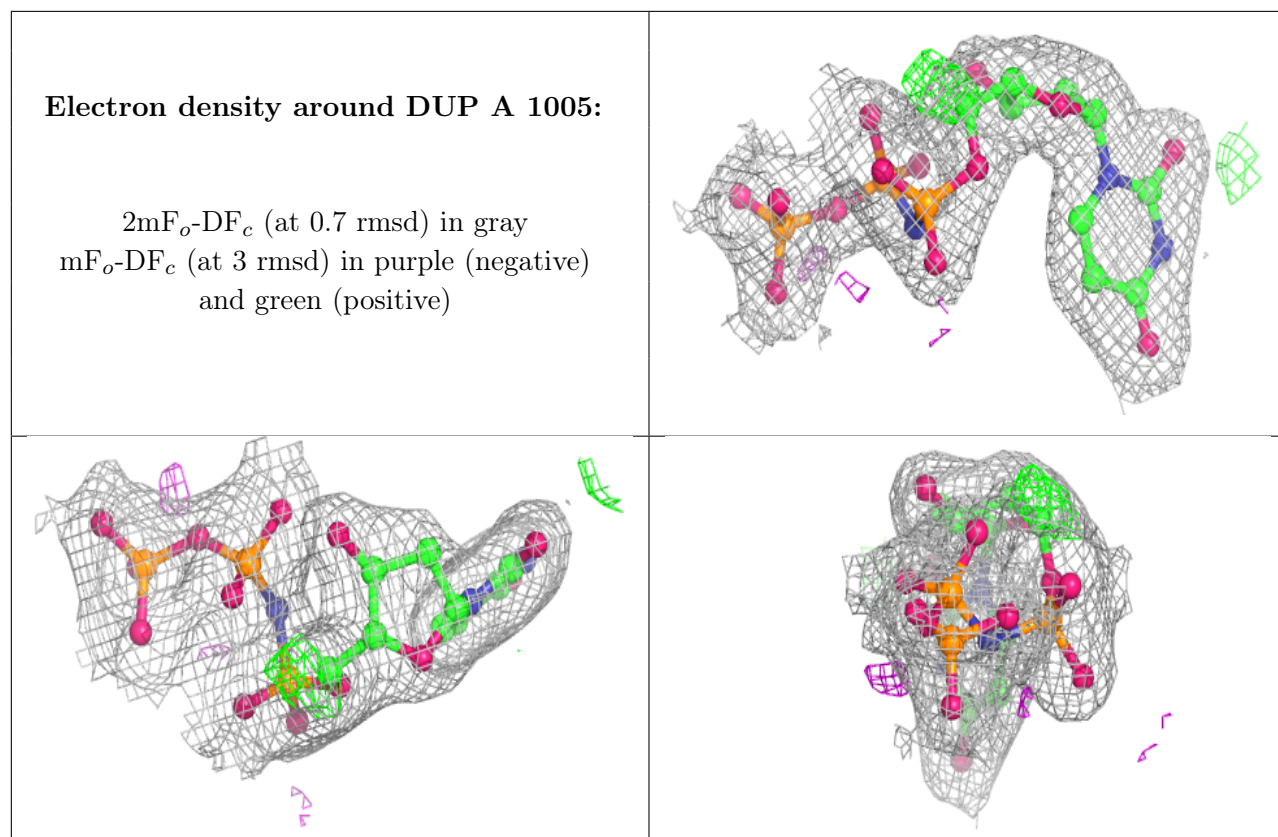 Electron density around DUP A 1005:
2mFo-DFc (at 0.7 rmsd) in gray
mFo-DFc (at 3 rmsd) in purple (negative)
and green (positive)